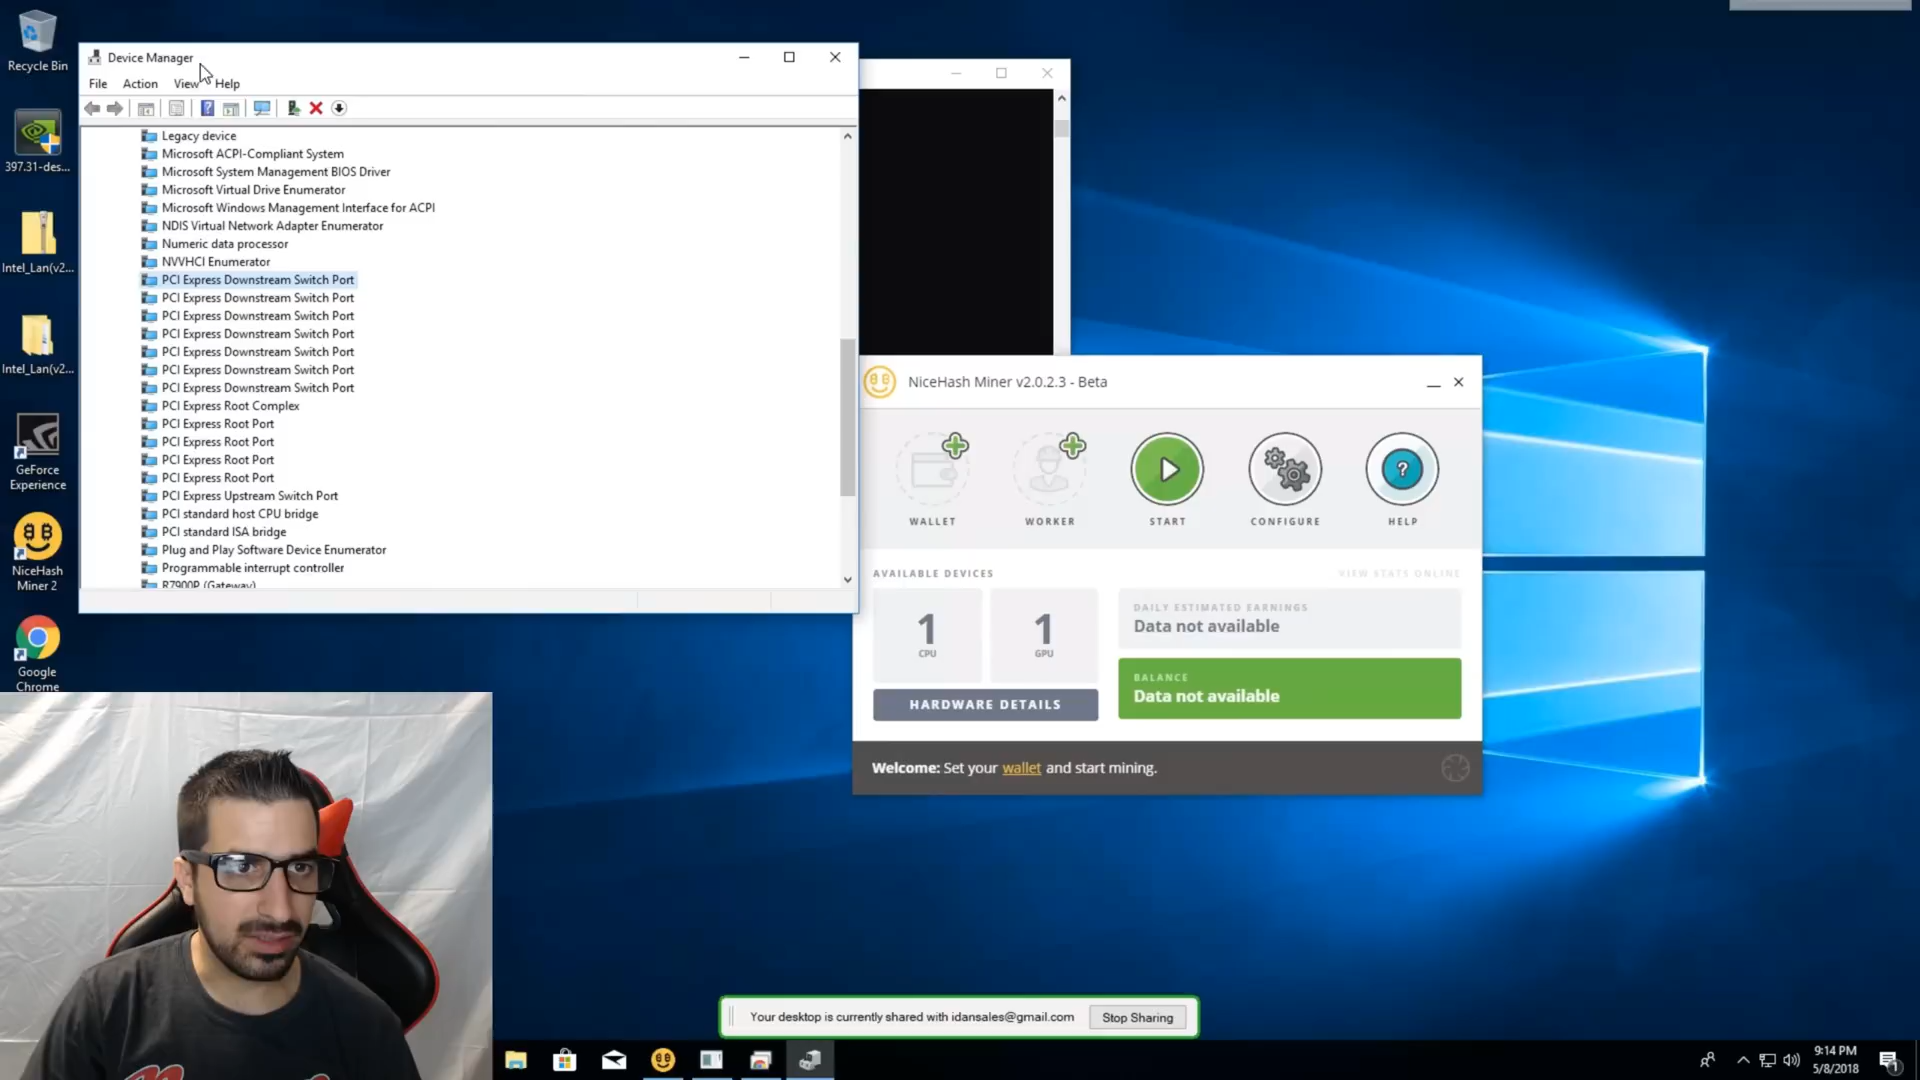 Recycle Bin
397.31-des...
Intel_Lan(v2...
Intel_Lan(v2...
GeForce
Experience
NiceHash
Miner 2
Google
Chrome
Device Manager
File Action View Help
Legacy device
Microsoft ACPI-Compliant System
Microsoft System Management BIOS Driver
Microsoft Virtual Drive Enumerator
Microsoft Windows Management Interface for ACPI
NDIS Virtual Network Adapter Enumerator
Numeric data processor
NVVHCI Enumerator
PCI Express Downstream Switch Port
PCI Express Downstream Switch Port
PCI Express Downstream Switch Port
PCI Express Downstream Switch Port
PCI Express Downstream Switch Port
PCI Express Downstream Switch Port
PCI Express Downstream Switch Port
PCI Express Root Complex
PCI Express Root Port
PCI Express Root Port
PCI Express Root Port
PCI Express Root Port
PCI Express Upstream Switch Port
PCI standard host CPU bridge
PCI standard ISA bridge
Plug and Play Software Device Enumerator
Programmable interrupt controller
R7900P (Gateway)
NiceHash Miner v2.0.2.3 - Beta
WALLET WORKER START CONFIGURE HELP
AVAILABLE DEVICES
VIEW STATS ONLINE
1
CPU
1
GPU
HARDWARE DETAILS
DAILY ESTIMATED EARNINGS
Data not available
BALANCE
Data not available
Welcome: Set your wallet and start mining.
Your desktop is currently shared with idansales@gmail.com
Stop Sharing
9:14 PM
5/8/2018
1